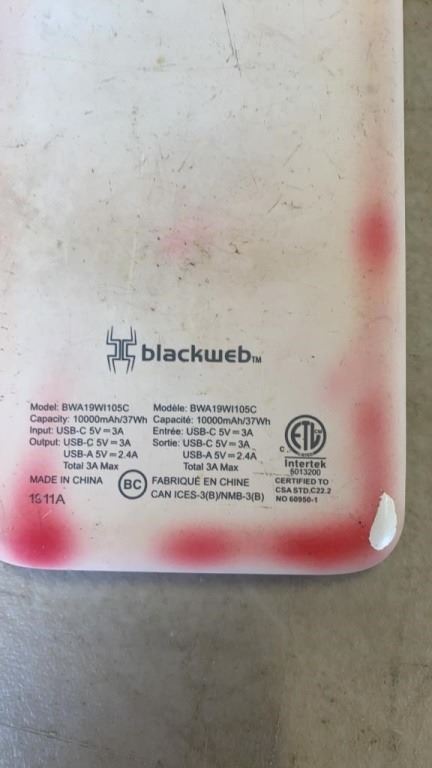 blackweb™
Model: BWA19WI105C
Capacity: 10000mAh/37Wh
Input: USB-C 5V⎓3A
Output: USB-C 5V⎓3A
USB-A 5V⎓2.4A
Total 3A Max
MADE IN CHINA
1911A
BC
Modèle: BWA19WI105C
Capacité: 10000mAh/37Wh
Entrée: USB-C 5V⎓3A
Sortie: USB-C 5V⎓3A
USB-A 5V⎓2.4A
Total 3A Max
FABRIQUÉ EN CHINE
CAN ICES-3(B)/NMB-3(B)
ETL
C
Intertek
5013200
CERTIFIED TO
CSA STD.C22.2
NO 60950-1